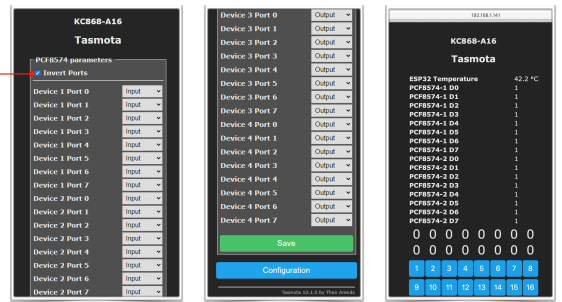 KC868-A16
Tasmota
PCF8574 parameters
Invert Ports
Device 1 Port 0 Input
Device 1 Port 1 Input
Device 1 Port 2 Input
Device 1 Port 3 Input
Device 1 Port 4 Input
Device 1 Port 5 Input
Device 1 Port 6 Input
Device 1 Port 7 Input
Device 2 Port 0 Input
Device 2 Port 1 Input
Device 2 Port 2 Input
Device 2 Port 3 Input
Device 2 Port 4 Input
Device 2 Port 5 Input
Device 2 Port 6 Input
Device 2 Port 7 Input
Device 3 Port 0 Output
Device 3 Port 1 Output
Device 3 Port 2 Output
Device 3 Port 3 Output
Device 3 Port 4 Output
Device 3 Port 5 Output
Device 3 Port 6 Output
Device 3 Port 7 Output
Device 4 Port 0 Output
Device 4 Port 1 Output
Device 4 Port 2 Output
Device 4 Port 3 Output
Device 4 Port 4 Output
Device 4 Port 5 Output
Device 4 Port 6 Output
Device 4 Port 7 Output
Save
Configuration
Tasmota 10.1.0 by Theo Arends
192.168.1.141
KC868-A16
Tasmota
ESP32 Temperature 42.2 °C
PCF8574-1 D0 1
PCF8574-1 D1 1
PCF8574-1 D2 1
PCF8574-1 D3 1
PCF8574-1 D4 1
PCF8574-1 D5 1
PCF8574-1 D6 1
PCF8574-1 D7 1
PCF8574-2 D0 1
PCF8574-2 D1 1
PCF8574-2 D2 1
PCF8574-2 D3 1
PCF8574-2 D4 1
PCF8574-2 D5 1
PCF8574-2 D6 1
PCF8574-2 D7 1
0 0 0 0 0 0 0 0
0 0 0 0 0 0 0 0
1 2 3 4 5 6 7 8
9 10 11 12 13 14 15 16